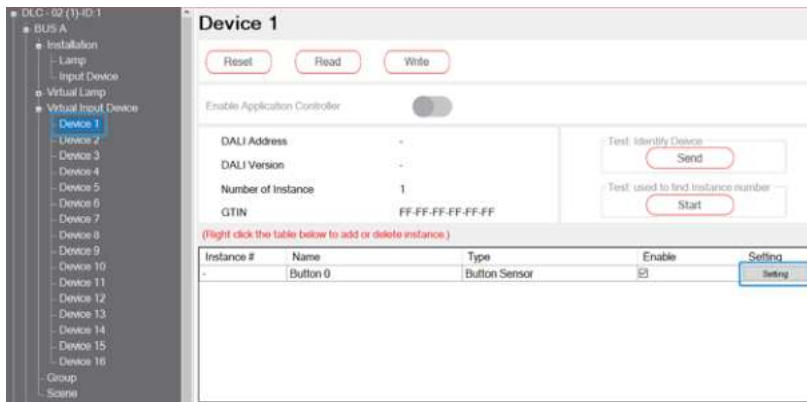 DLC - 02 (1)-ID:1
BUS A
Installation
Lamp
Input Device
Virtual Lamp
Virtual Input Device
Device 1
Device 2
Device 3
Device 4
Device 5
Device 6
Device 7
Device 8
Device 9
Device 10
Device 11
Device 12
Device 13
Device 14
Device 15
Device 16
Group
Scene
Device 1
Reset Read Write
Enable Application Controller
DALI Address -
DALI Version -
Number of Instance 1
GTIN FF-FF-FF-FF-FF-FF
Test: Identify Deivce
Send
Test: used to find Instance number
Start
(Right click the table below to add or delete instance.)
Instance # Name Type Enable Setting
- Button 0 Button Sensor Setting